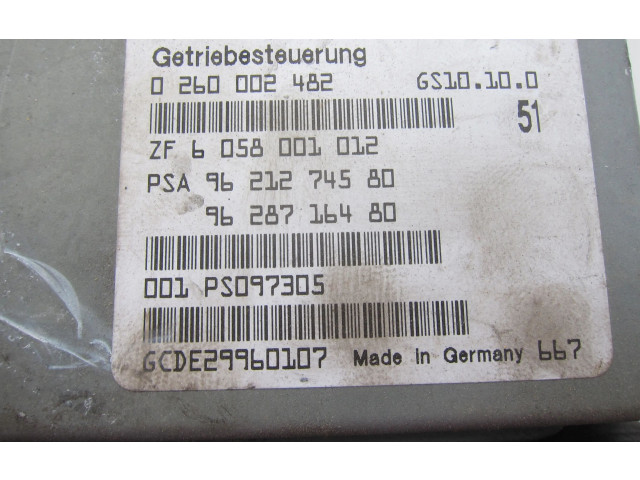 Getriebesteuerung
0 260 002 482 GS10.10.0
51
ZF 6 058 001 012
PSA 96 212 745 80
96 287 164 80
001 PS097305
GCDE29960107 Made in Germany 667